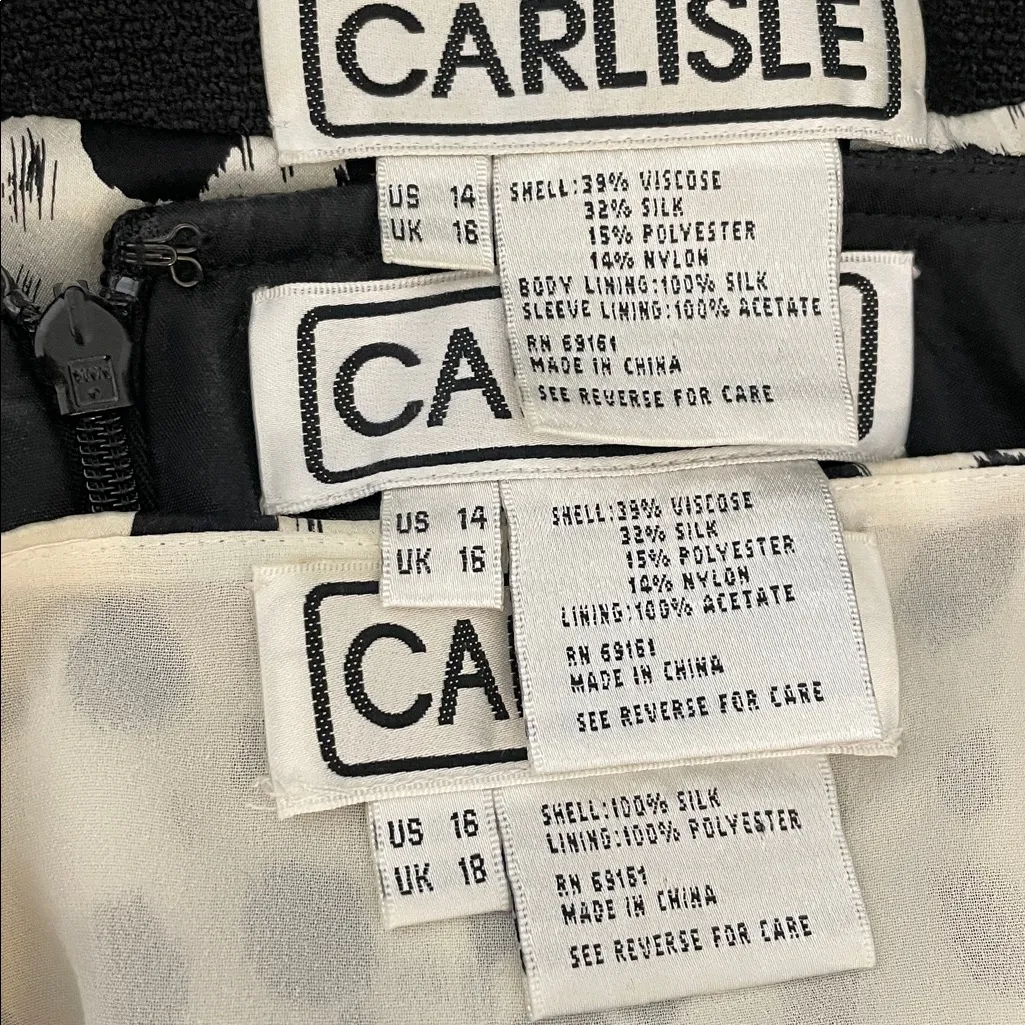 CARLISLE
US 14
UK 16
SHELL:39% VISCOSE
32% SILK
15% POLYESTER
14% NYLON
BODY LINING:100% SILK
SLEEVE LINING:100% ACETATE
RN 69161
MADE IN CHINA
SEE REVERSE FOR CARE
CA
US 14
UK 16
SHELL:39% VISCOSE
32% SILK
15% POLYESTER
14% NYLON
LINING:100% ACETATE
RN 69161
MADE IN CHINA
SEE REVERSE FOR CARE
CA
US 16
UK 18
SHELL:100% SILK
LINING:100% POLYESTER
RN 69161
MADE IN CHINA
SEE REVERSE FOR CARE